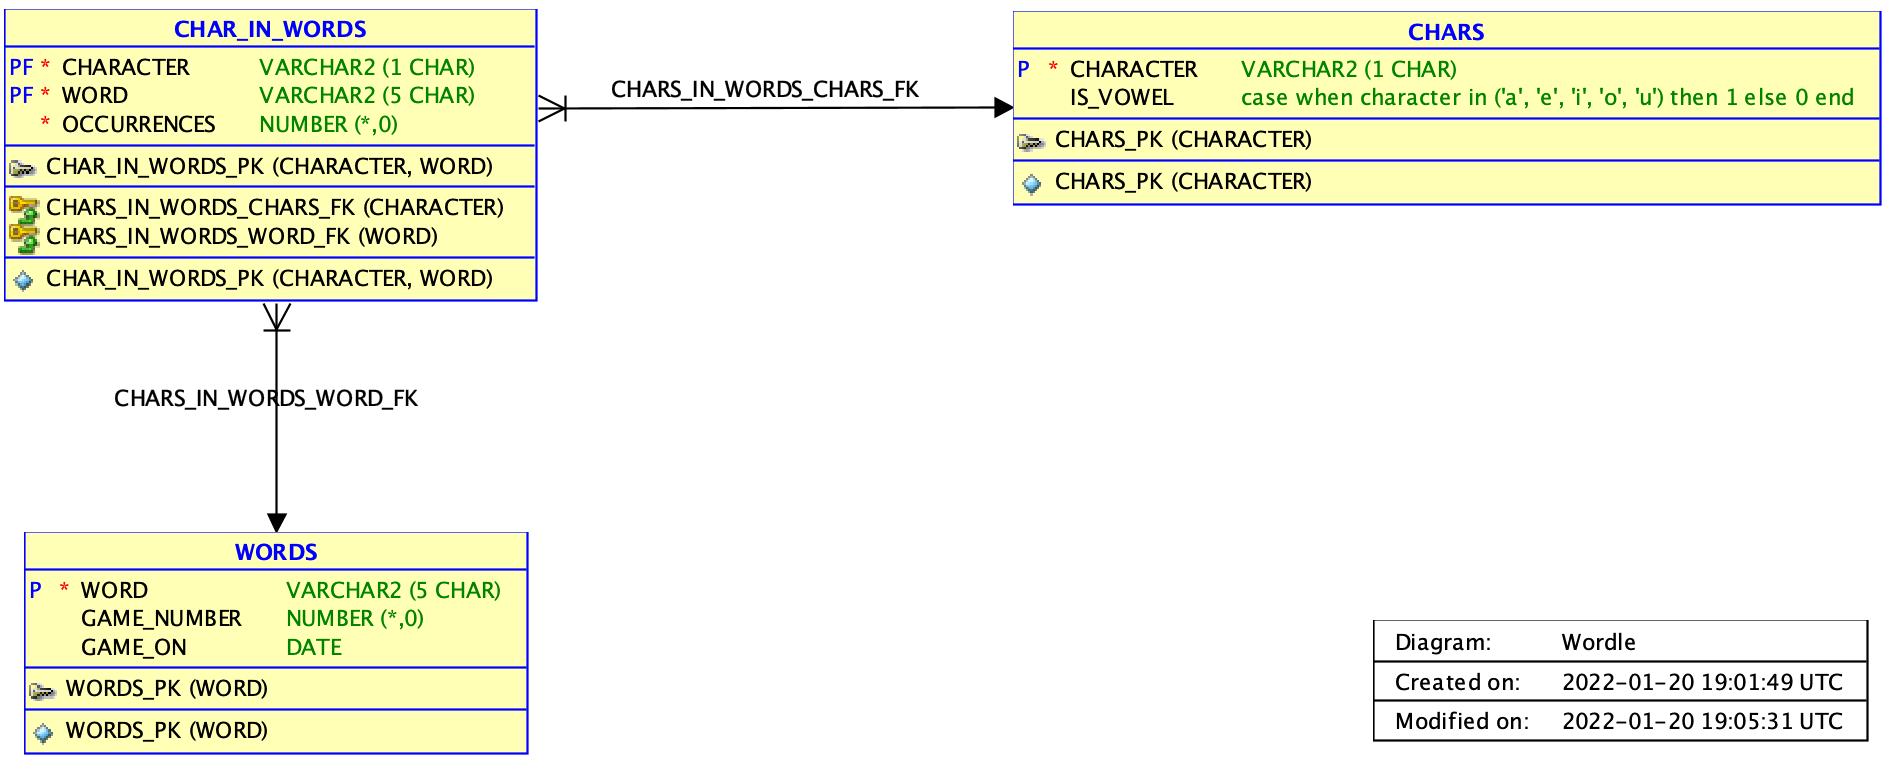 CHAR_IN_WORDS
PF * CHARACTER VARCHAR2 (1 CHAR)
PF * WORD VARCHAR2 (5 CHAR)
* OCCURRENCES NUMBER (*,0)
CHAR_IN_WORDS_PK (CHARACTER, WORD)
CHARS_IN_WORDS_CHARS_FK (CHARACTER)
CHARS_IN_WORDS_WORD_FK (WORD)
CHAR_IN_WORDS_PK (CHARACTER, WORD)
CHARS_IN_WORDS_CHARS_FK
CHARS
P * CHARACTER VARCHAR2 (1 CHAR)
IS_VOWEL case when character in ('a', 'e', 'i', 'o', 'u') then 1 else 0 end
CHARS_PK (CHARACTER)
CHARS_PK (CHARACTER)
CHARS_IN_WORDS_WORD_FK
WORDS
P * WORD VARCHAR2 (5 CHAR)
GAME_NUMBER NUMBER (*,0)
GAME_ON DATE
WORDS_PK (WORD)
WORDS_PK (WORD)
Diagram: Wordle
Created on: 2022-01-20 19:01:49 UTC
Modified on: 2022-01-20 19:05:31 UTC